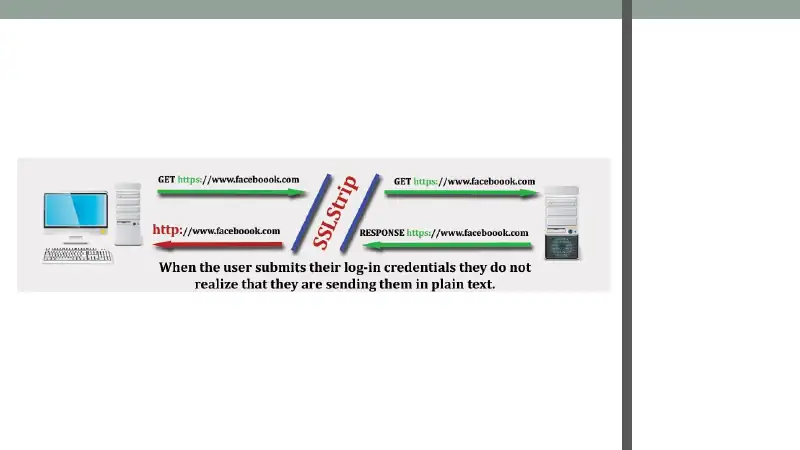 GET https://www.faceboook.com
GET https://www.faceboook.com
SSLStrip
http://www.faceboook.com
RESPONSE https://www.faceboook.com
When the user submits their log-in credentials they do not
realize that they are sending them in plain text.